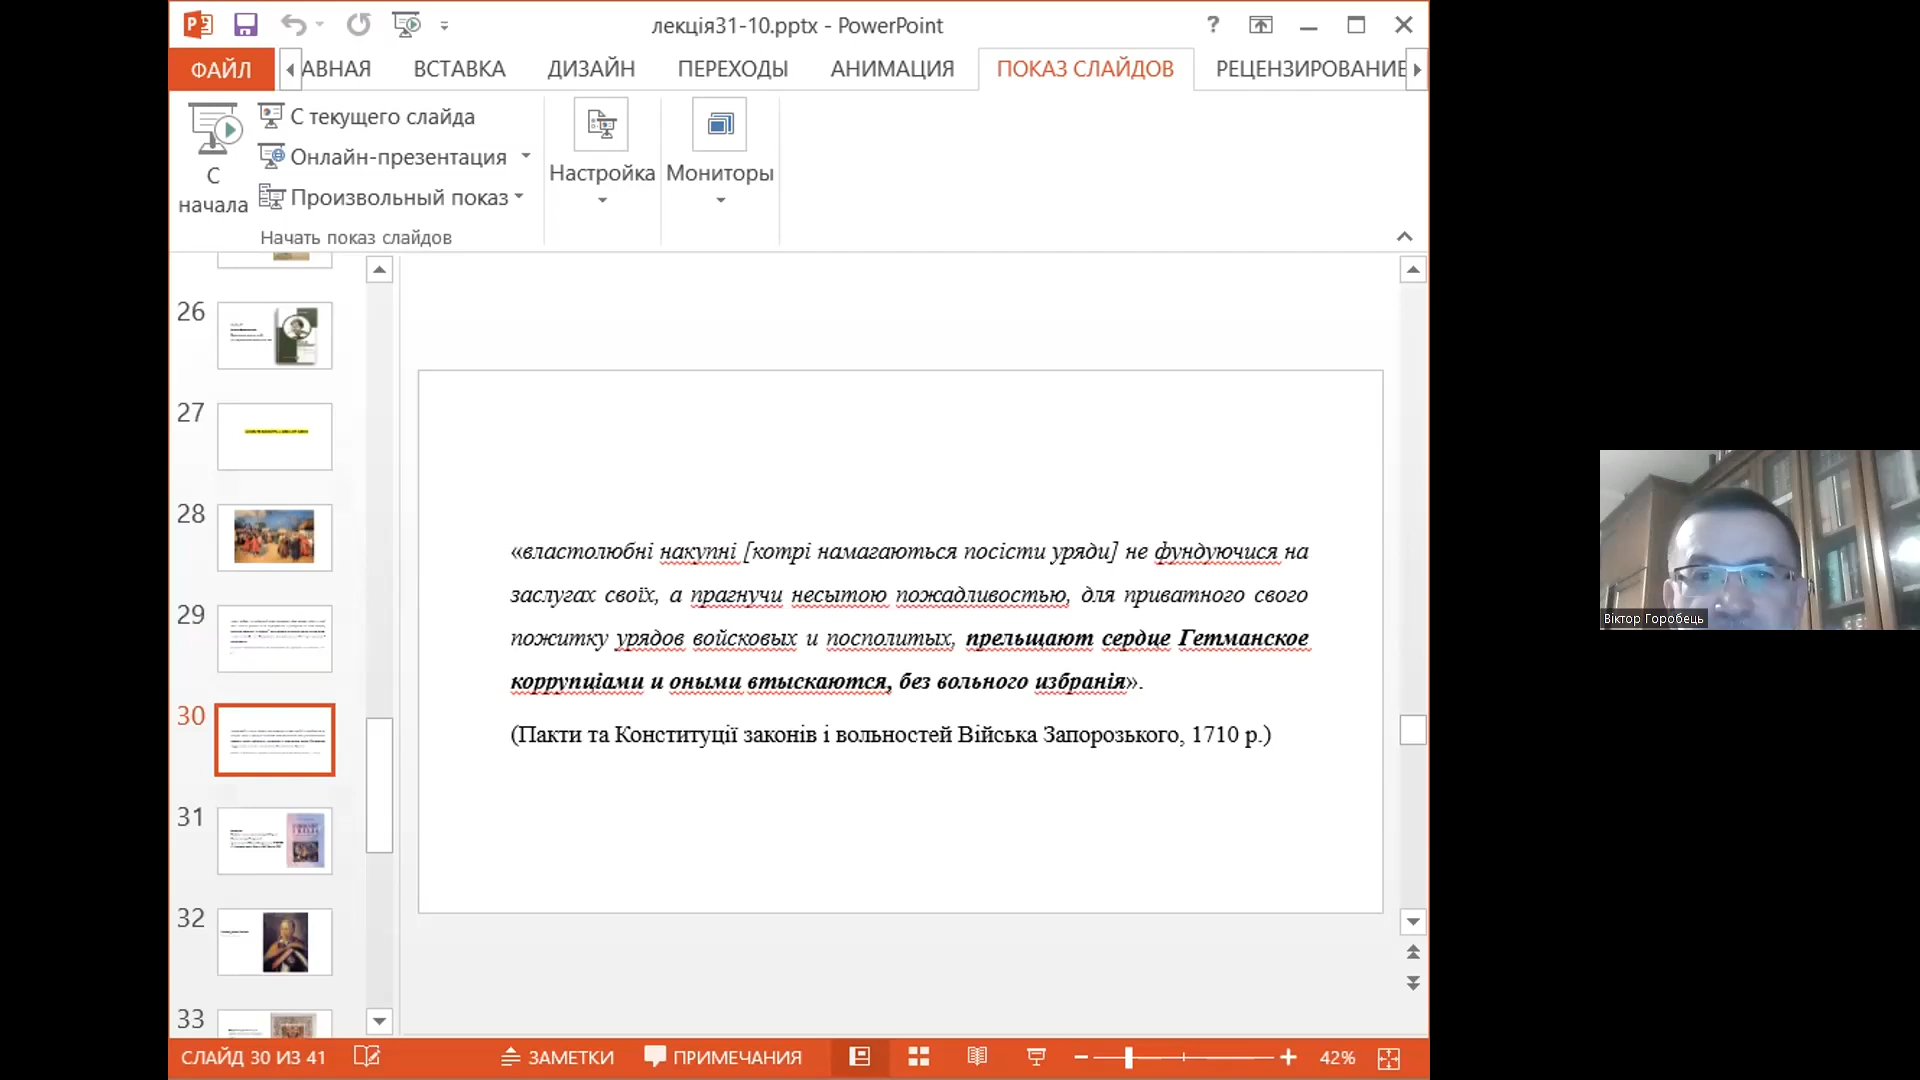 лекція31-10.pptx - PowerPoint
?
ФАЙЛ
АВНАЯ
ВСТАВКА
ДИЗАЙН
ПЕРЕХОДЫ
АНИМАЦИЯ
ПОКАЗ СЛАЙДОВ
РЕЦЕНЗИРОВАНИЕ
С начала
С текущего слайда
Онлайн-презентация
Произвольный показ
Начать показ слайдов
Настройка
Мониторы
26
27
28
29
30
31
32
33
«властолюбні накупні [котрі намагаються посісти уряди] не фундуючися на
заслугах своїх, а прагнучи несытою пожадливостью, для приватного свого
пожитку урядов войсковых и посполитых, прельщают сердце Гетманское
коррупціами и оными втыскаются, без вольного избранія».
(Пакти та Конституції законів і вольностей Війська Запорозького, 1710 р.)
Віктор Горобець
СЛАЙД 30 ИЗ 41
ЗАМЕТКИ
ПРИМЕЧАНИЯ
42%